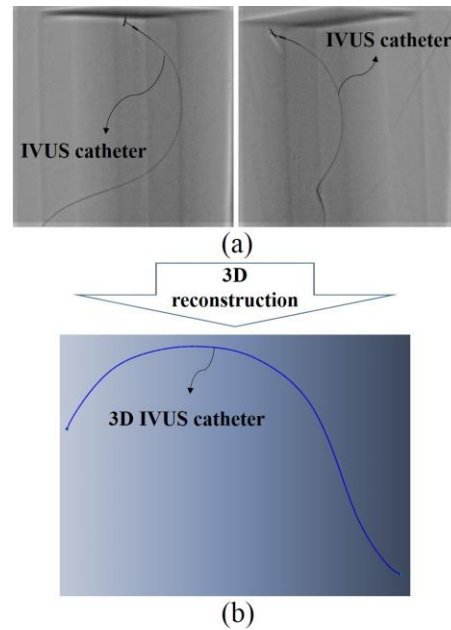 IVUS catheter
IVUS catheter
(a)
3D
reconstruction
3D IVUS catheter
(b)